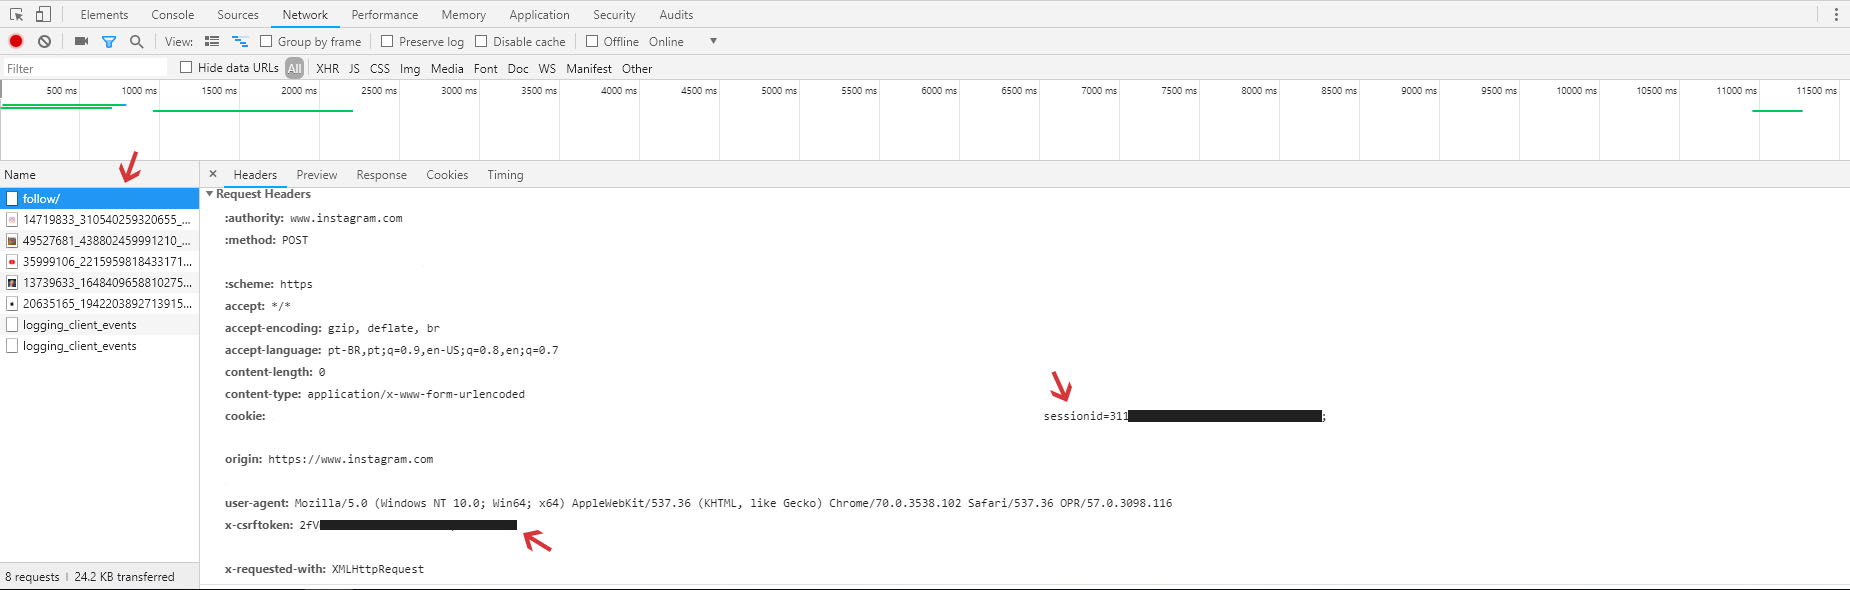 Elements Console Sources Network Performance Memory Application Security Audits
View: Group by frame Preserve log Disable cache Offline Online
Filter Hide data URLs All XHR JS CSS Img Media Font Doc WS Manifest Other
500 ms 1000 ms 1500 ms 2000 ms 2500 ms 3000 ms 3500 ms 4000 ms 4500 ms 5000 ms 5500 ms 6000 ms 6500 ms 7000 ms 7500 ms 8000 ms 8500 ms 9000 ms 9500 ms 10000 ms 10500 ms 11000 ms 11500 ms
Name
follow/
14719833_310540259320655_...
49527681_438802459991210_...
35999106_2215959818433171...
13739633_1648409658810275...
20635165_1942203892713915...
logging_client_events
logging_client_events
8 requests | 24.2 KB transferred
× Headers Preview Response Cookies Timing
Request Headers
:authority: www.instagram.com
:method: POST
:scheme: https
accept: */*
accept-encoding: gzip, deflate, br
accept-language: pt-BR,pt;q=0.9,en-US;q=0.8,en;q=0.7
content-length: 0
content-type: application/x-www-form-urlencoded
cookie: sessionid=311 ;
origin: https://www.instagram.com
user-agent: Mozilla/5.0 (Windows NT 10.0; Win64; x64) AppleWebKit/537.36 (KHTML, like Gecko) Chrome/70.0.3538.102 Safari/537.36 OPR/57.0.3098.116
x-csrftoken: 2fV
x-requested-with: XMLHttpRequest